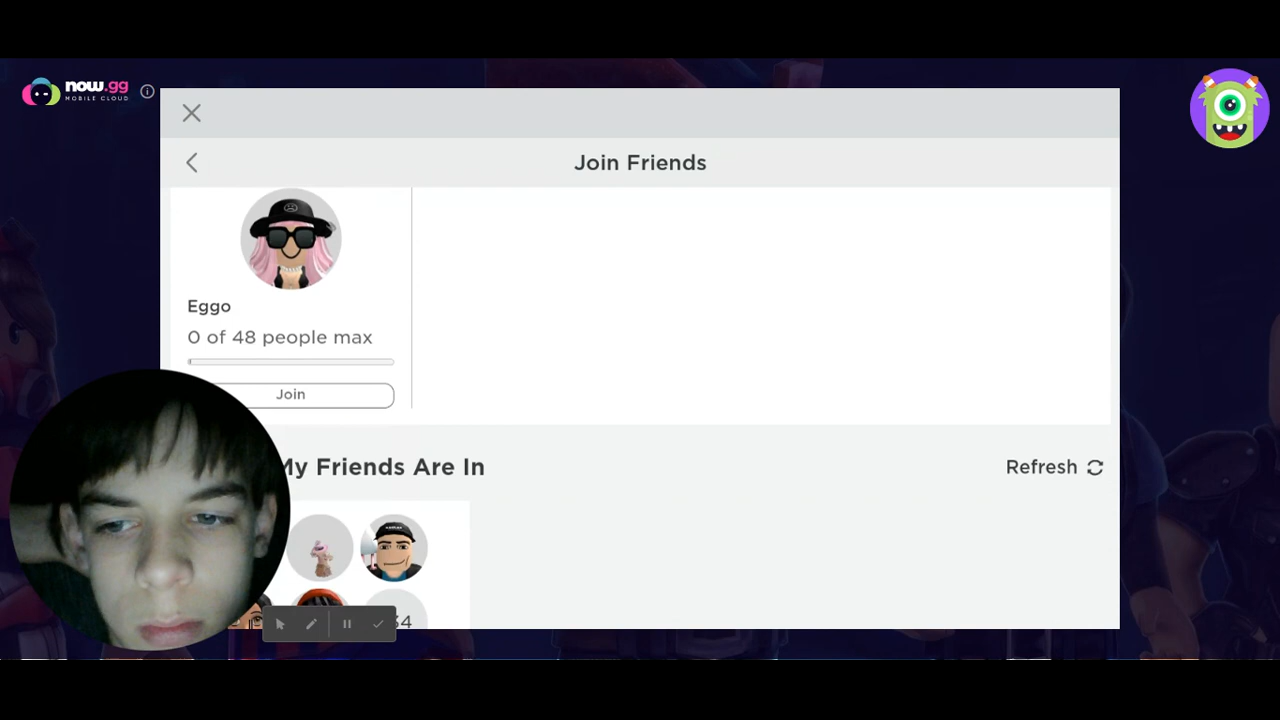 now.gg
MOBILE CLOUD
Join Friends
Eggo
0 of 48 people max
Join
My Friends Are In
Refresh